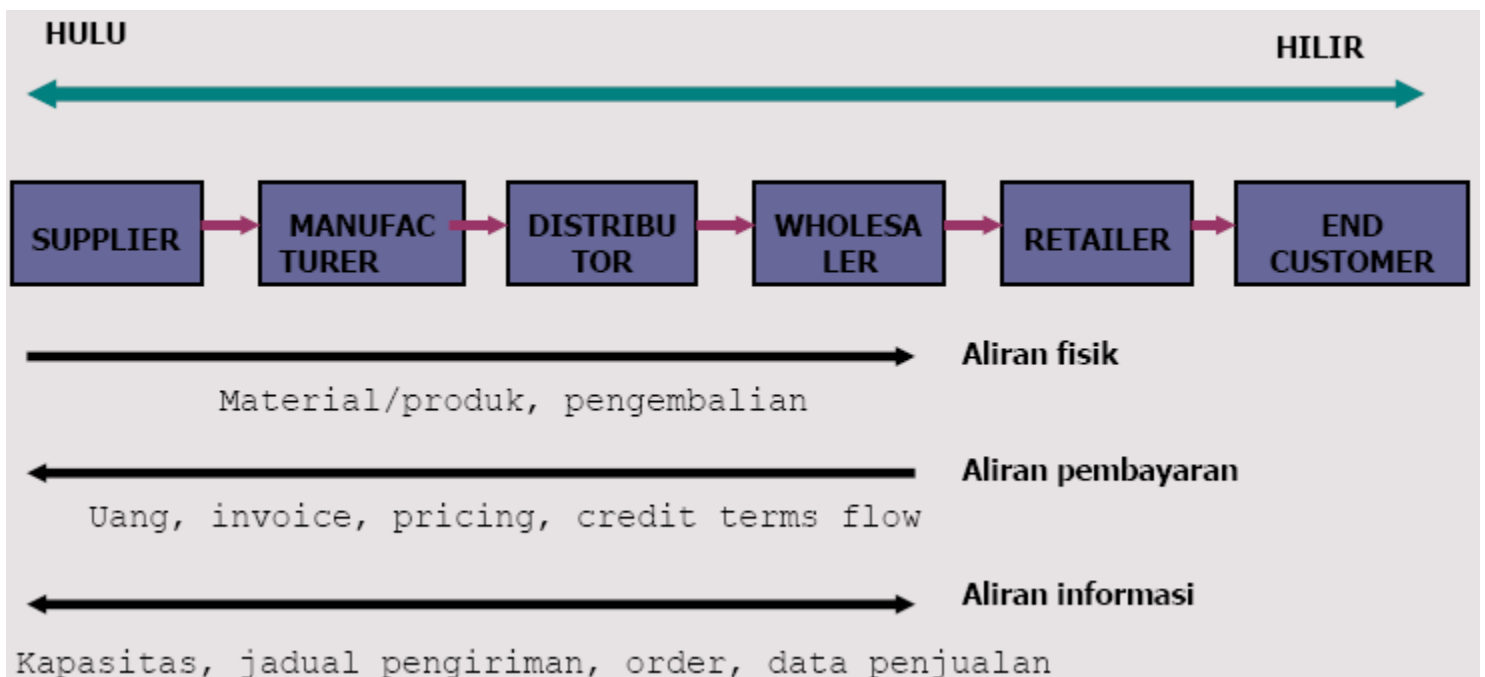 HULU
HILIR
SUPPLIER
MANUFAC
TURER
DISTRIBU
TOR
WHOLESA
LER
RETAILER
END
CUSTOMER
Aliran fisik
Material/produk, pengembalian
Aliran pembayaran
Uang, invoice, pricing, credit terms flow
Aliran informasi
Kapasitas, jadual pengiriman, order, data penjualan